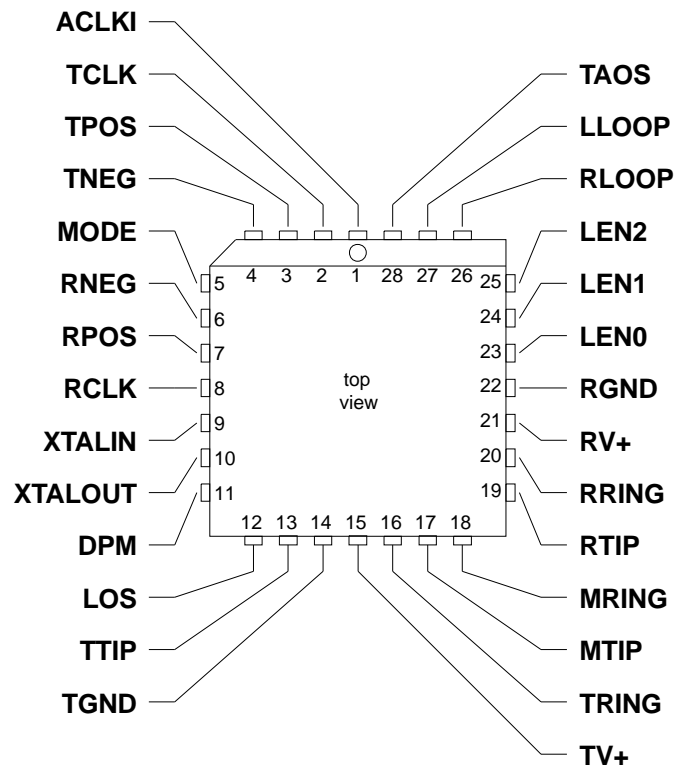 ACLKI
TCLK
TPOS
TNEG
MODE
RNEG
RPOS
RCLK
XTALIN
XTALOUT
DPM
LOS
TTIP
TGND
4 3 2 1 28 27 26
5
6
7
8
9
10
11
top
view
25
24
23
22
21
20
19
12 13 14 15 16 17 18
TAOS
LLOOP
RLOOP
LEN2
LEN1
LEN0
RGND
RV+
RRING
RTIP
MRING
MTIP
TRING
TV+